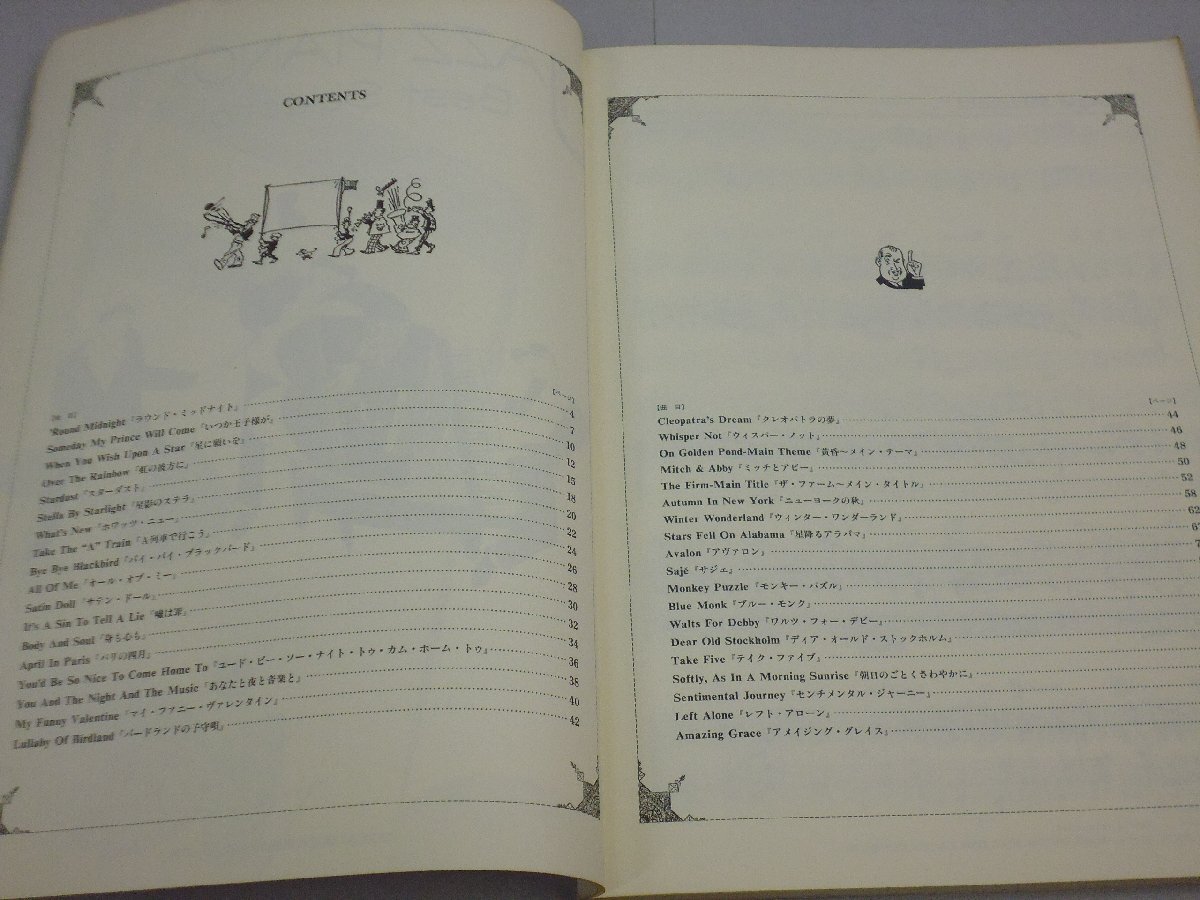 CONTENTS
[曲 目] [ページ]
'Round Midnight『ラウンド・ミッドナイト』 4
Someday My Prince Will Come『いつか王子様が』 7
When You Wish Upon A Star『星に願いを』 10
Over The Rainbow『虹の彼方に』 12
Stardust『スターダスト』 15
Stella By Starlight『星影のステラ』 18
What's New『ホワッツ・ニュー』 20
Take The "A" Train『A列車で行こう』 22
Bye Bye Blackbird『バイ・バイ・ブラックバード』 24
All Of Me『オール・オブ・ミー』 26
Satin Doll『サテン・ドール』 28
It's A Sin To Tell A Lie『嘘は罪』 30
Body And Soul『身も心も』 32
April In Paris『パリの四月』 34
You'd Be So Nice To Come Home To『ユード・ビー・ソー・ナイト・トゥ・カム・ホーム・トゥ』 36
You And The Night And The Music『あなたと夜と音楽と』 38
My Funny Valentine『マイ・ファニー・ヴァレンタイン』 40
Lullaby Of Birdland『バードランドの子守唄』 42
[曲 目] [ページ]
Cleopatra's Dream『クレオパトラの夢』 44
Whisper Not『ウィスパー・ノット』 46
On Golden Pond-Main Theme『黄昏〜メイン・テーマ』 48
Mitch & Abby『ミッチとアビー』 50
The Firm-Main Title『ザ・ファーム〜メイン・タイトル』 52
Autumn In New York『ニューヨークの秋』 58
Winter Wonderland『ウィンター・ワンダーランド』 62
Stars Fell On Alabama『星降るアラバマ』
Avalon『アヴァロン』
Sajé『サジェ』
Monkey Puzzle『モンキー・パズル』
Blue Monk『ブルー・モンク』
Walts For Debby『ワルツ・フォー・デビー』
Dear Old Stockholm『ディア・オールド・ストックホルム』
Take Five『テイク・ファイブ』
Softly, As In A Morning Sunrise『朝日のごとくさわやかに』
Sentimental Journey『センチメンタル・ジャーニー』
Left Alone『レフト・アローン』
Amazing Grace『アメイジング・グレイス』